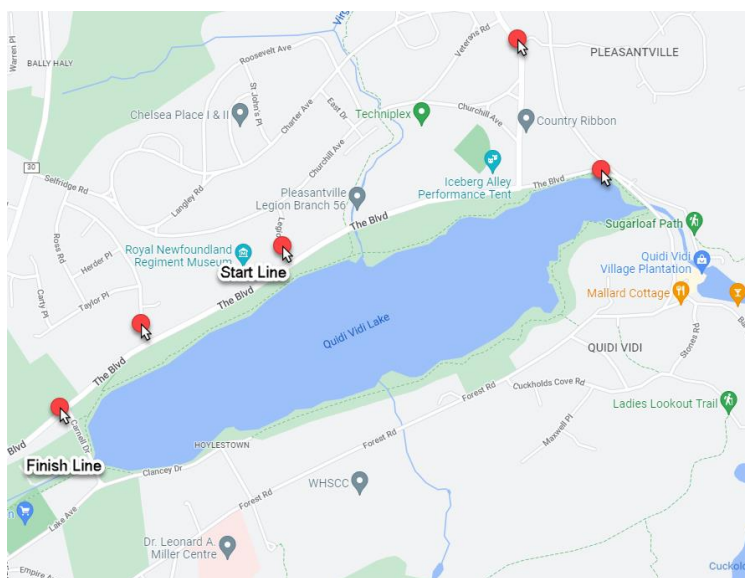 Warren Pl
BALLY HALY
30
Selfridge Rd
Roosevelt Ave
St John's Pl
Chelsea Place I & II
Charter Ave
East Dr
Langley Rd
Churchill Ave
Techniplex
Veterans Rd
Churchill Ave
PLEASANTVILLE
Country Ribbon
Iceberg Alley
Performance Tent
The Blvd
Sugarloaf Path
Quidi Vidi
Village Plantation
Mallard Cottage
Pleasantville
Legion Branch 56
The Blvd
Royal Newfoundland
Regiment Museum
Start Line
The Blvd
Ross Rd
Herder Pl
Taylor Pl
Carty Pl
The Blvd
Quidi Vidi Lake
QUIDI VIDI
Stones Rd
Cuckholds Cove Rd
Ladies Lookout Trail
Maxwell Pl
Forest Rd
Forest Rd
Forest Rd
HOYLESTOWN
Clancey Dr
Carnell Dr
Blvd
Finish Line
Lake Ave
WHSCC
Dr. Leonard A.
Miller Centre
Empire A